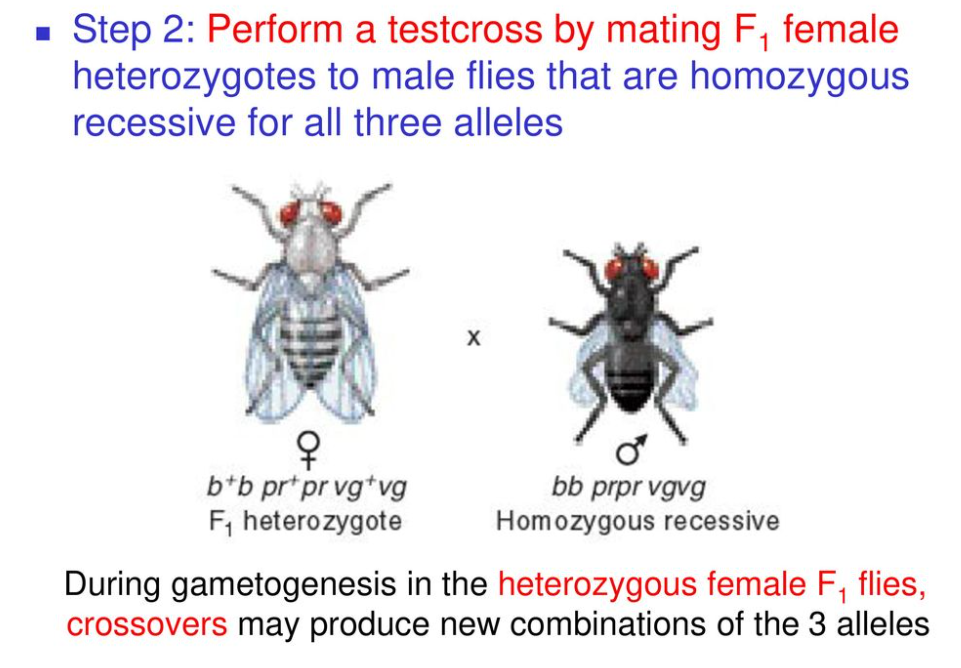 Step 2: Perform a testcross by mating F₁ female
heterozygotes to male flies that are homozygous
recessive for all three alleles
x
♀
♂
b⁺b pr⁺pr vg⁺vg
bb prpr vgvg
F₁ heterozygote
Homozygous recessive
During gametogenesis in the heterozygous female F₁ flies,
crossovers may produce new combinations of the 3 alleles